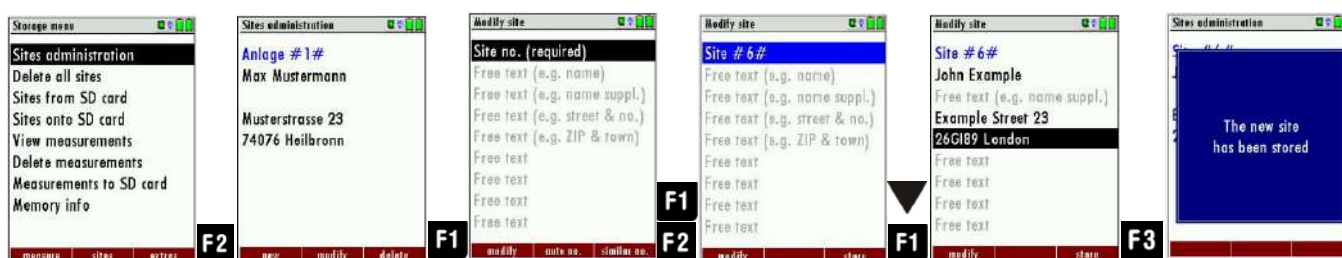 Storage menu
Sites administration
Delete all sites
Sites from SD card
Sites onto SD card
View measurements
Delete measurements
Measurements to SD card
Memory info
measure sites extras
F2
Sites administration
Anlage #1#
Max Mustermann
Musterstrasse 23
74076 Heilbronn
new modify delete
F1
Modify site
Site no. (required)
Free text (e.g. name)
Free text (e.g. name suppl.)
Free text (e.g. street & no.)
Free text (e.g. ZIP & town)
Free text
Free text
Free text
Free text
modify auto no. similar no.
F1
F2
Modify site
Site #6#
Free text (e.g. name)
Free text (e.g. name suppl.)
Free text (e.g. street & no.)
Free text (e.g. ZIP & town)
Free text
Free text
Free text
Free text
modify store
F1
Modify site
Site #6#
John Example
Free text (e.g. name suppl.)
Example Street 23
26GI89 London
Free text
Free text
Free text
Free text
modify store
F3
Sites administration
The new site
has been stored